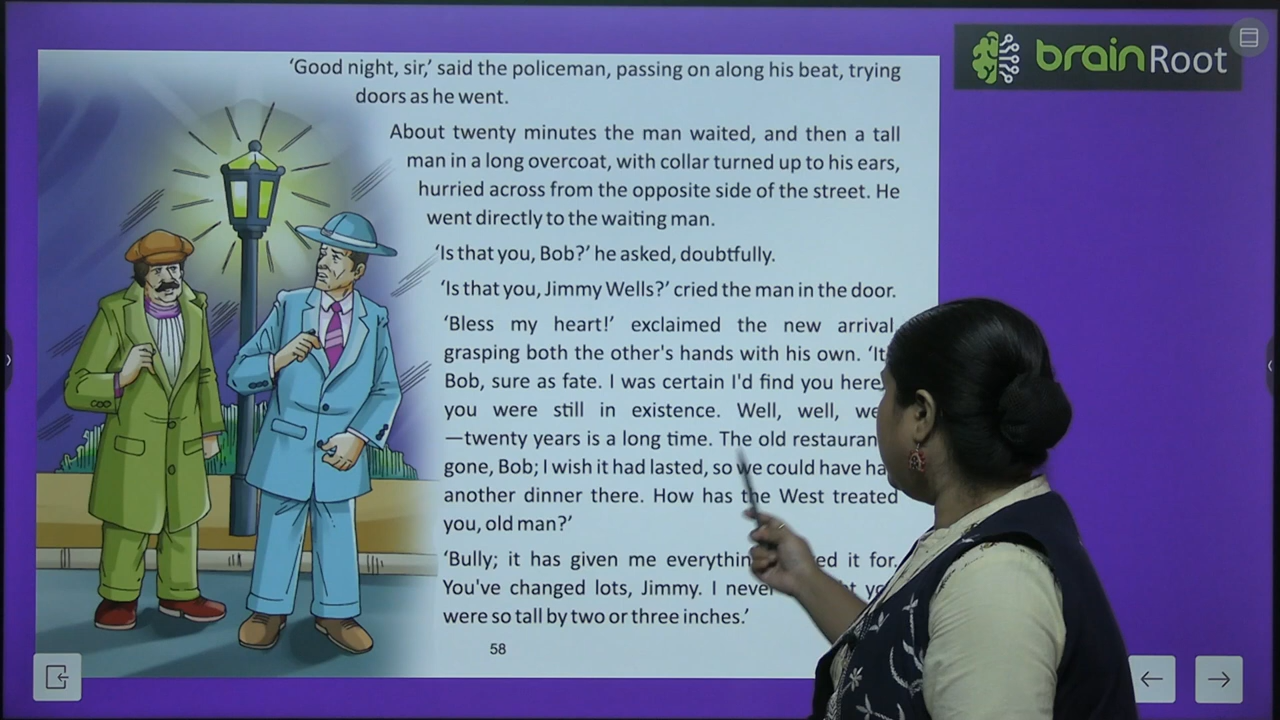 brainRoot
'Good night, sir,' said the policeman, passing on along his beat, trying
doors as he went.
About twenty minutes the man waited, and then a tall
man in a long overcoat, with collar turned up to his ears,
hurried across from the opposite side of the street. He
went directly to the waiting man.
'Is that you, Bob?' he asked, doubtfully.
'Is that you, Jimmy Wells?' cried the man in the door.
'Bless my heart!' exclaimed the new arrival
grasping both the other's hands with his own. 'It
Bob, sure as fate. I was certain I'd find you here
you were still in existence. Well, well,
—twenty years is a long time. The old
gone, Bob; I wish it had lasted, so we could have
another dinner there. How has the West treated
you, old man?'
'Bully; it has given me it for.
You've changed lots, Jimmy. I
were so tall by two or three inches.'
58